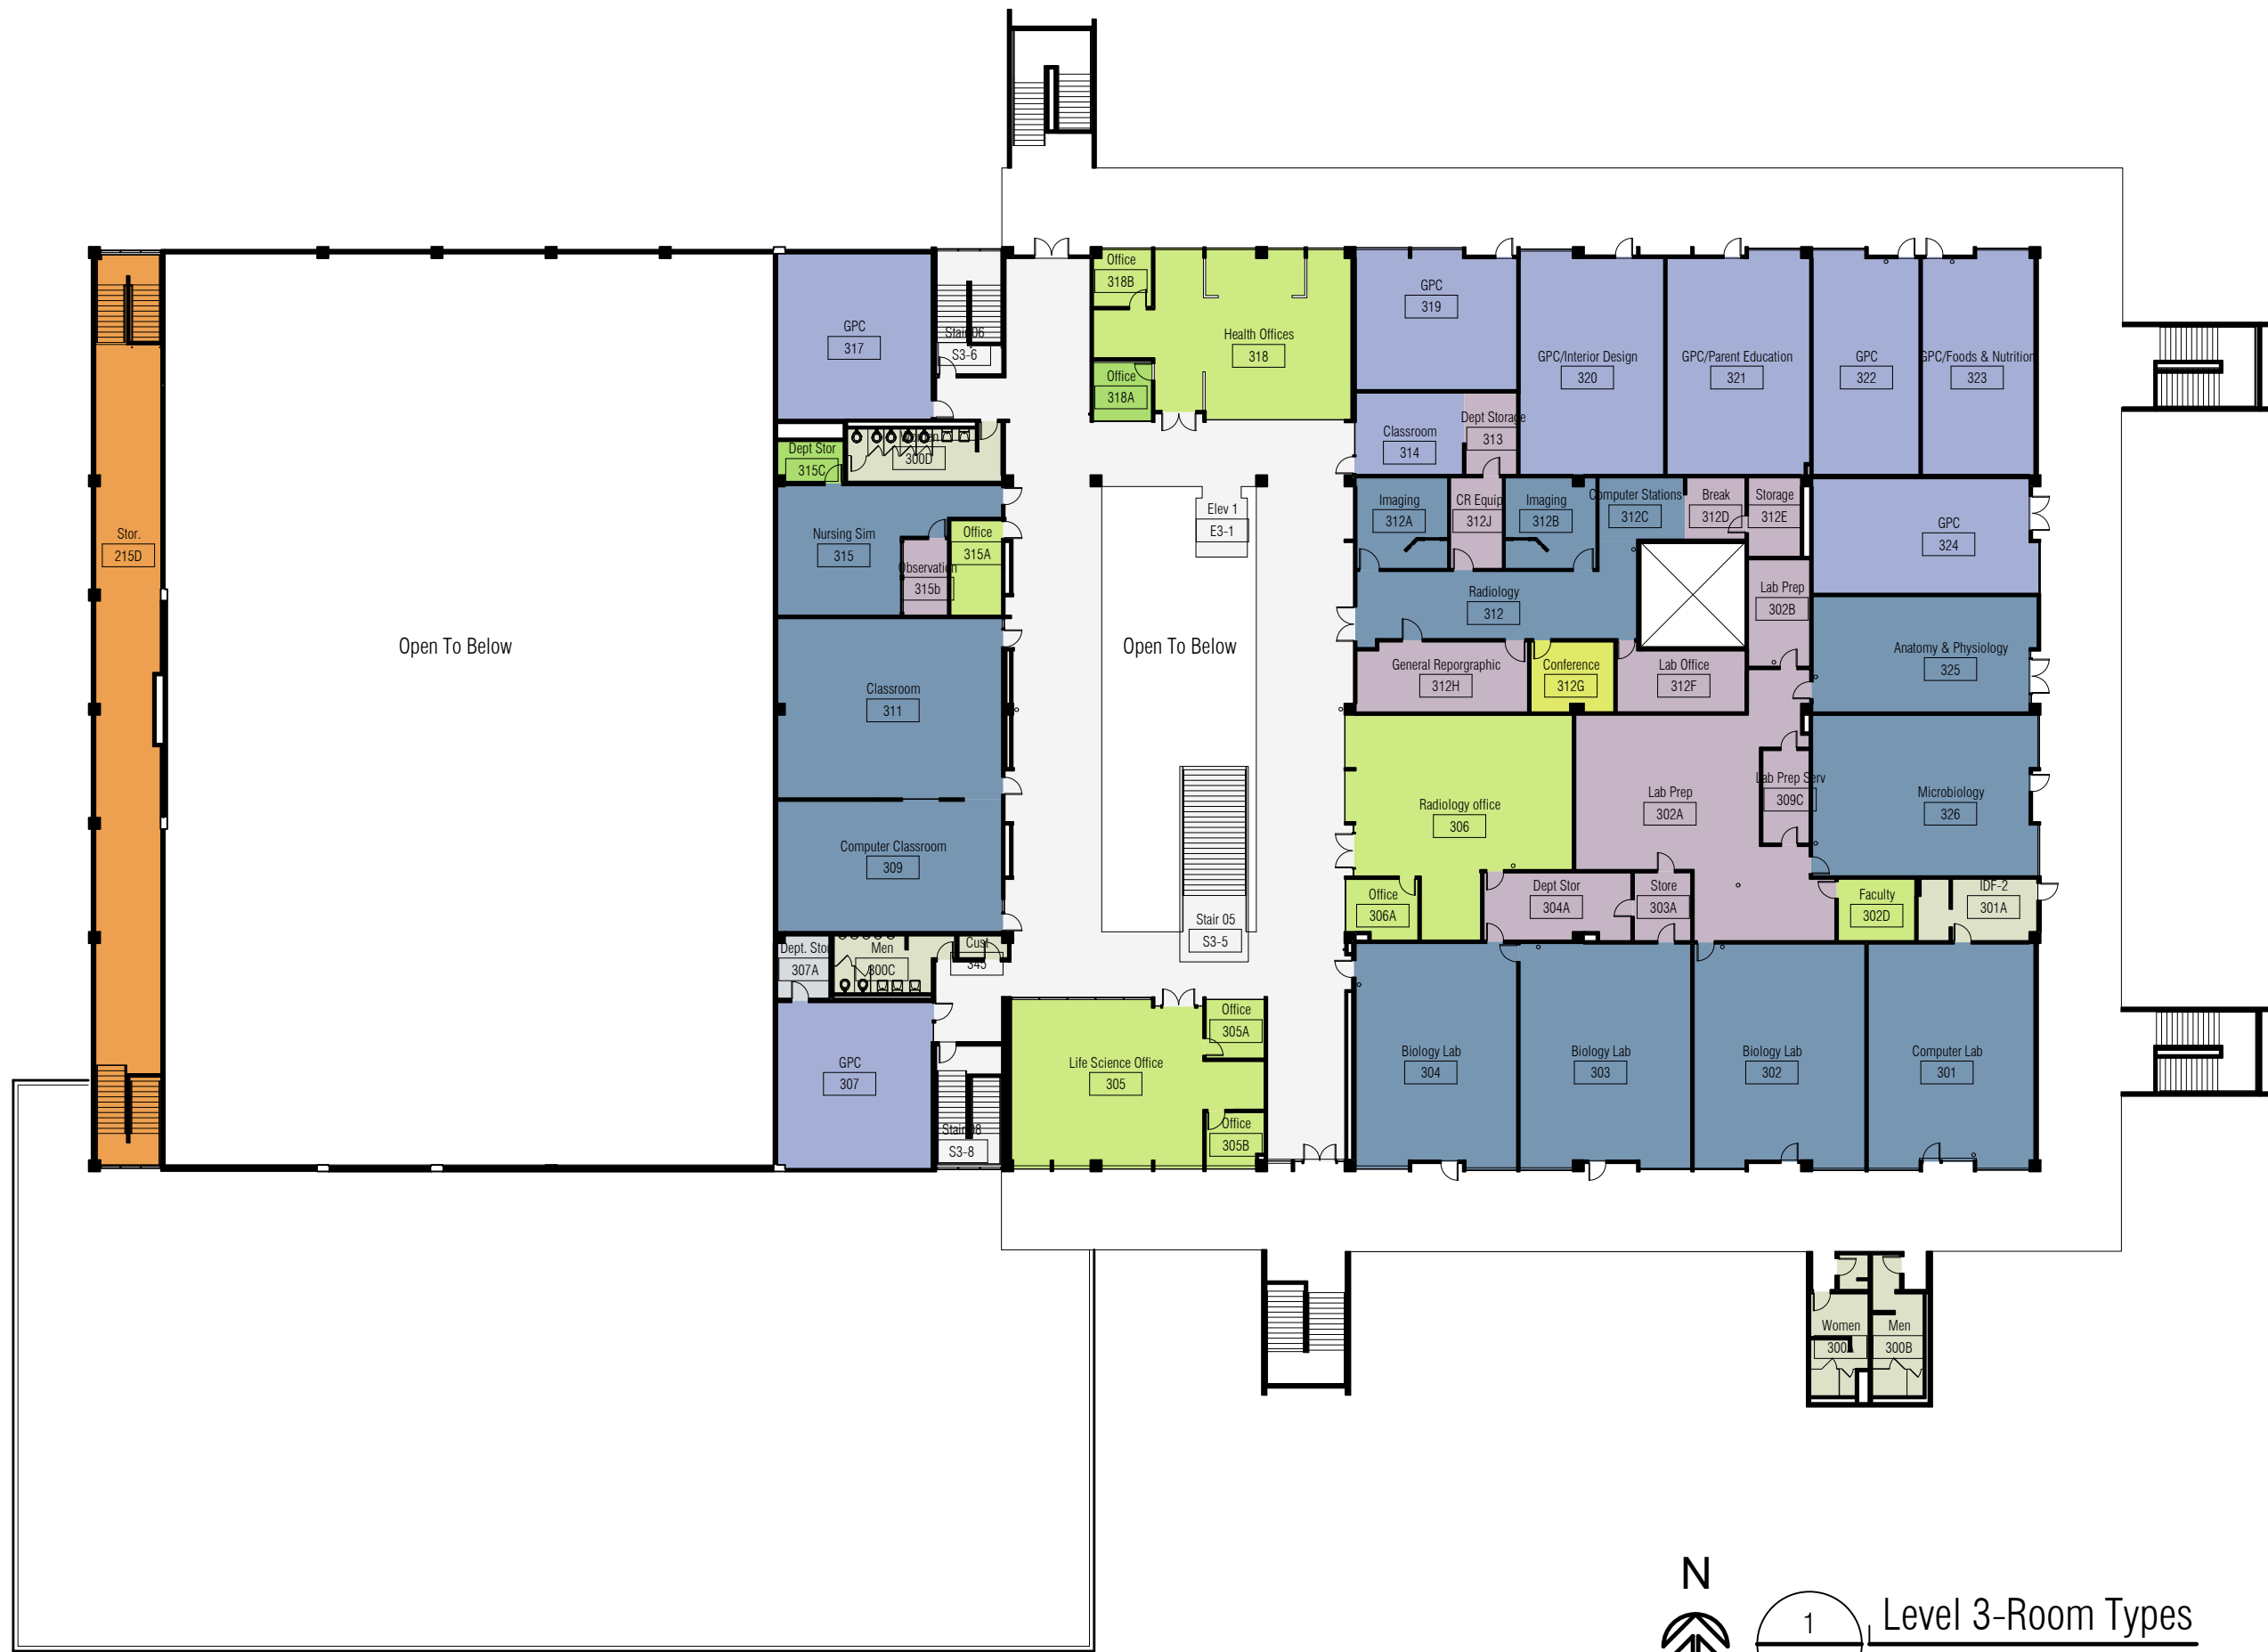 Office
318B
GPC
317
Stair 06
S3-6
Health Offices
318
Office
318A
GPC
319
GPC/Interior Design
320
GPC/Parent Education
321
GPC
322
GPC/Foods & Nutrition
323
Classroom
314
Dept Storage
313
Dept Stor
315C
Women
300D
Stor.
215D
Nursing Sim
315
Observation
315b
Office
315A
Elev 1
E3-1
Imaging
312A
CR Equip
312J
Imaging
312B
Computer Stations
312C
Break
312D
Storage
312E
GPC
324
Radiology
312
Lab Prep
302B
Open To Below
Open To Below
General Reporgraphic
312H
Conference
312G
Lab Office
312F
Anatomy & Physiology
325
Classroom
311
Radiology office
306
Lab Prep
302A
Lab Prep Serv
309C
Microbiology
326
Computer Classroom
309
Stair 05
S3-5
Office
306A
Dept Stor
304A
Store
303A
Faculty
302D
IDF-2
301A
Dept. Stor
307A
Men
300C
Cust
345
GPC
307
Stair 08
S3-8
Life Science Office
305
Office
305A
Office
305B
Biology Lab
304
Biology Lab
303
Biology Lab
302
Computer Lab
301
Women
300A
Men
300B
N
1
Level 3-Room Types